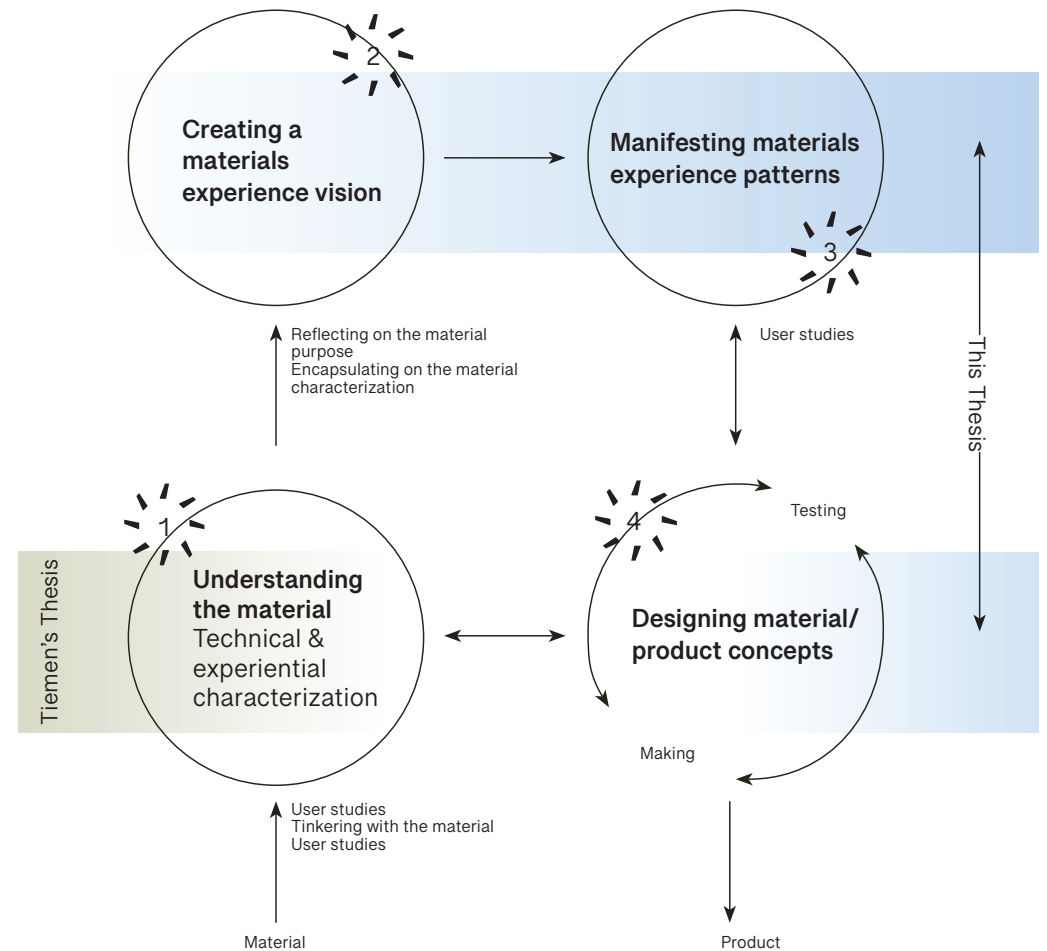 2
Creating a
materials
experience vision
Manifesting materials
experience patterns
3
Reflecting on the material
purpose
Encapsulating on the material
characterization
User studies
This Thesis
1
Tiemen's Thesis
Understanding
the material
Technical &
experiential
characterization
4
Testing
Designing material/
product concepts
Making
User studies
Tinkering with the material
User studies
Material
Product